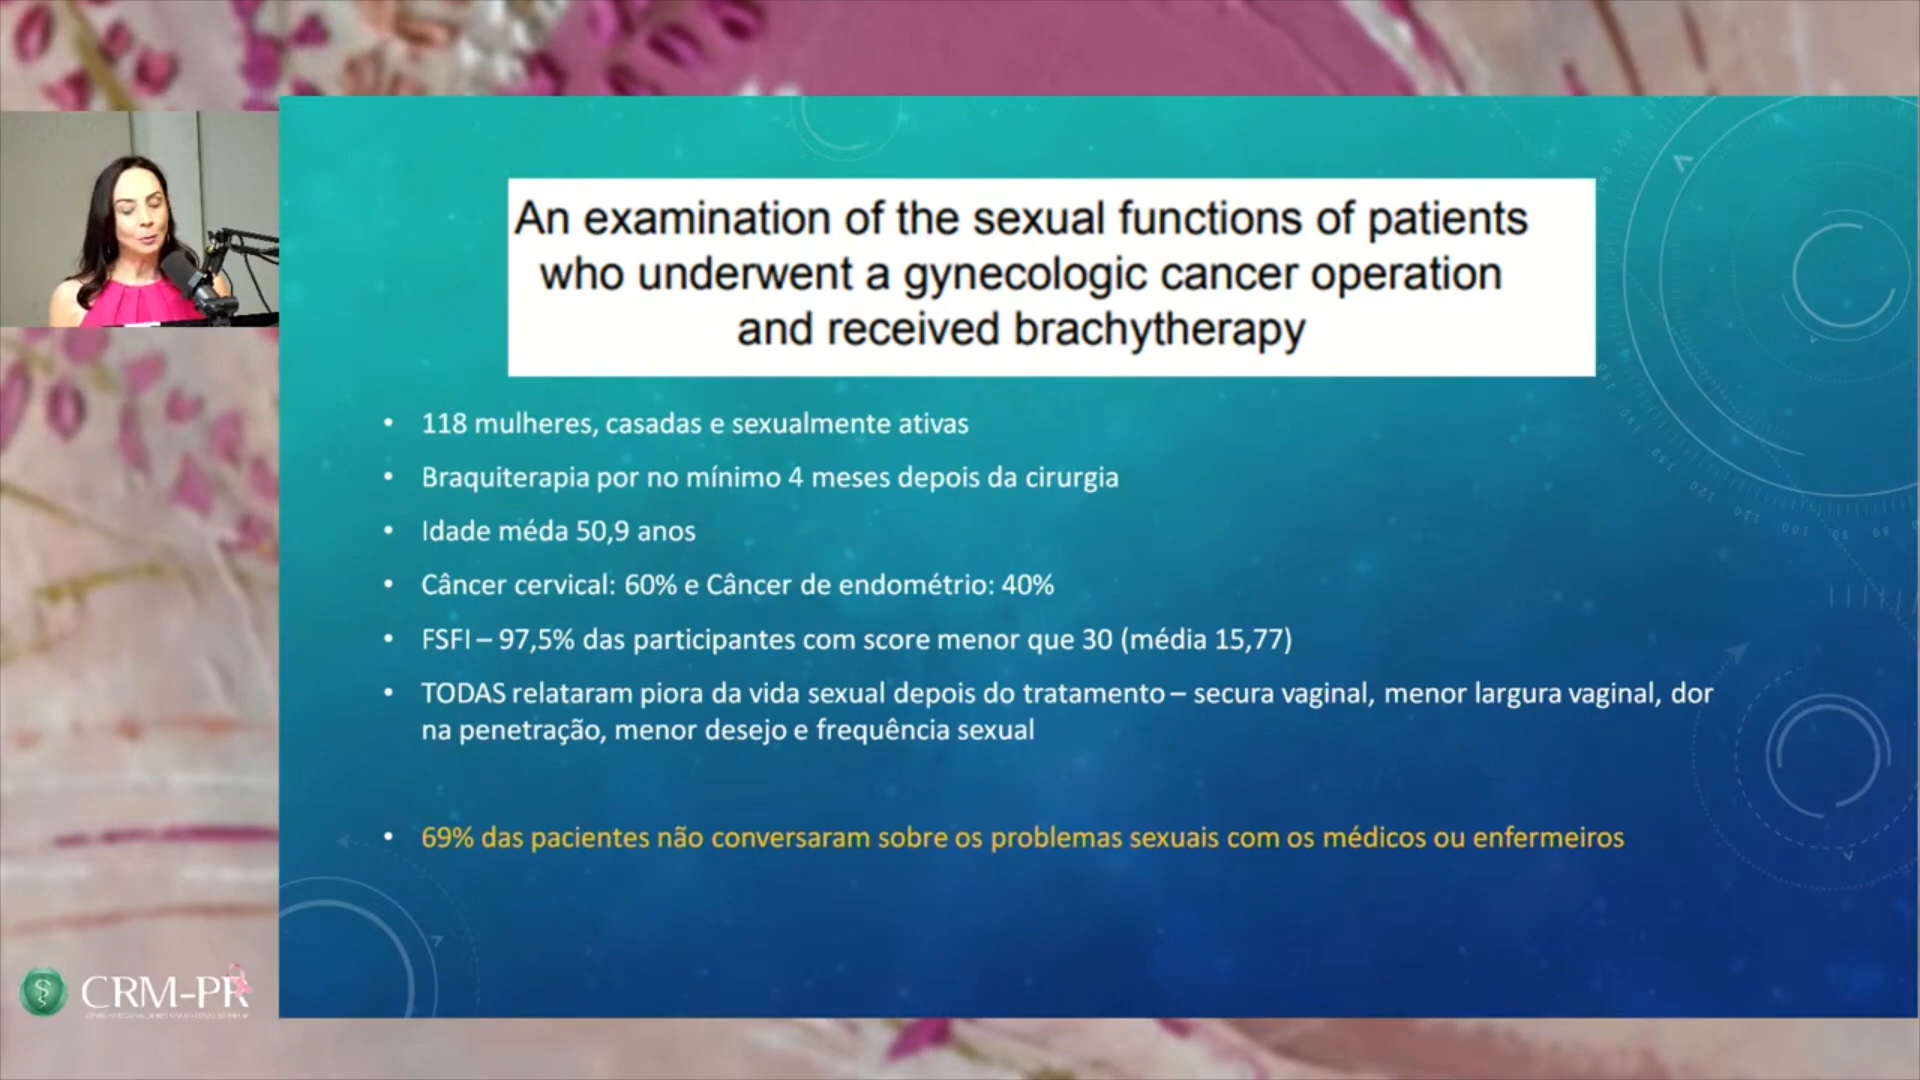 An examination of the sexual functions of patients
who underwent a gynecologic cancer operation
and received brachytherapy
• 118 mulheres, casadas e sexualmente ativas
• Braquiterapia por no mínimo 4 meses depois da cirurgia
• Idade méda 50,9 anos
• Câncer cervical: 60% e Câncer de endométrio: 40%
• FSFI – 97,5% das participantes com score menor que 30 (média 15,77)
• TODAS relataram piora da vida sexual depois do tratamento – secura vaginal, menor largura vaginal, dor
na penetração, menor desejo e frequência sexual
• 69% das pacientes não conversaram sobre os problemas sexuais com os médicos ou enfermeiros
CRM-PR